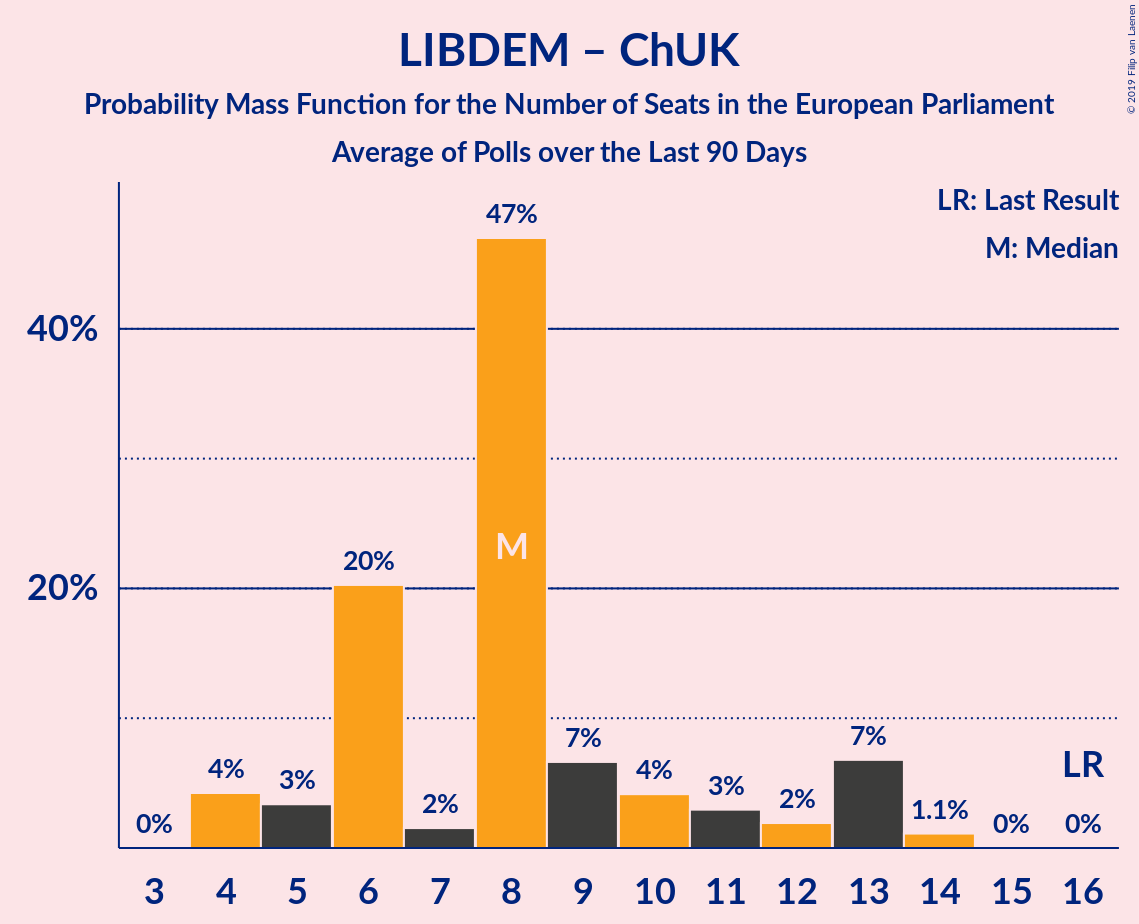 LIBDEM – ChUK
Probability Mass Function for the Number of Seats in the European Parliament
Average of Polls over the Last 90 Days
© 2019 Filip van Laenen
LR: Last Result
M: Median
40%
20%
0%
4%
3%
20%
2%
47%
M
7%
4%
3%
2%
7%
1.1%
0%
LR
0%
3 4 5 6 7 8 9 10 11 12 13 14 15 16